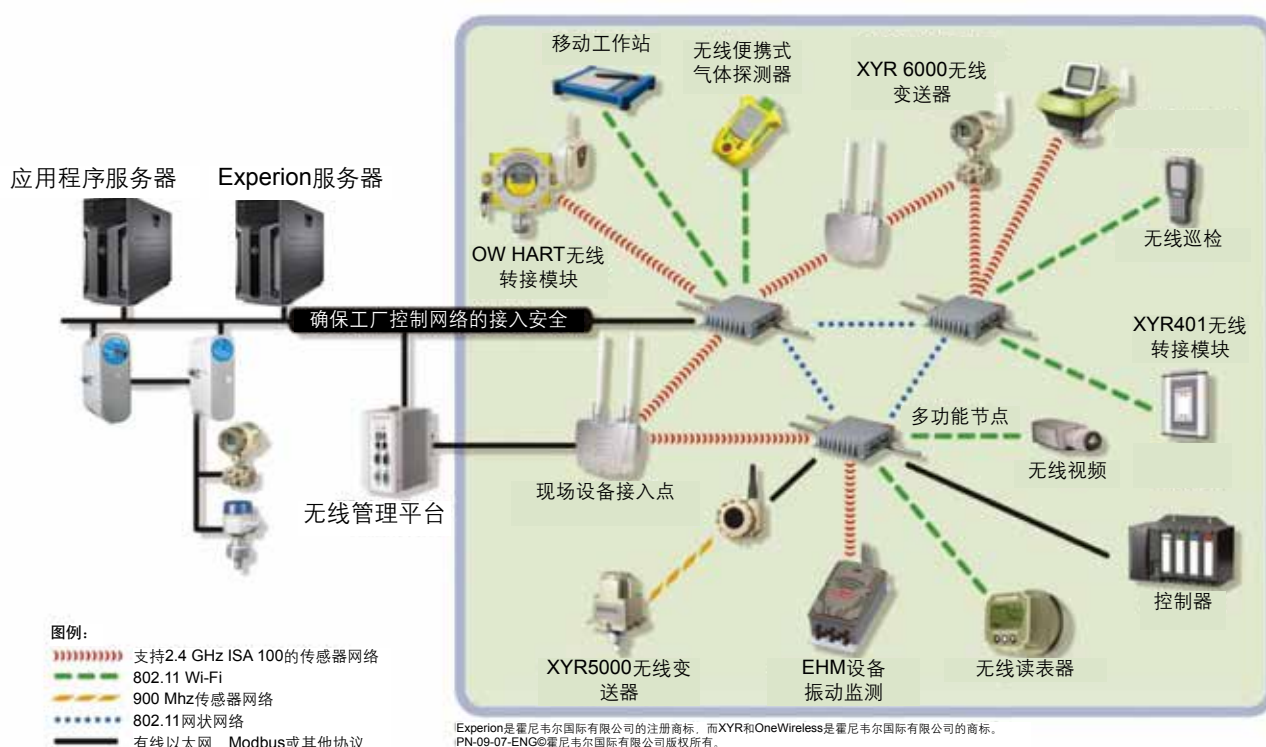 移动工作站
无线便携式
气体探测器
XYR 6000无线
变送器
应用程序服务器
Experion服务器
OW HART无线
转接模块
无线巡检
确保工厂控制网络的接入安全
XYR401无线
转接模块
多功能节点
无线视频
现场设备接入点
无线管理平台
控制器
XYR5000无线变
送器
EHM设备
振动监测
无线读表器
图例：
支持2.4 GHz ISA 100的传感器网络
802.11 Wi-Fi
900 Mhz传感器网络
802.11网状网络
有线以太网，Modbus或其他协议
Experion是霍尼韦尔国际有限公司的注册商标，而XYR和OneWireless是霍尼韦尔国际有限公司的商标。
PN-09-07-ENG©霍尼韦尔国际有限公司版权所有。